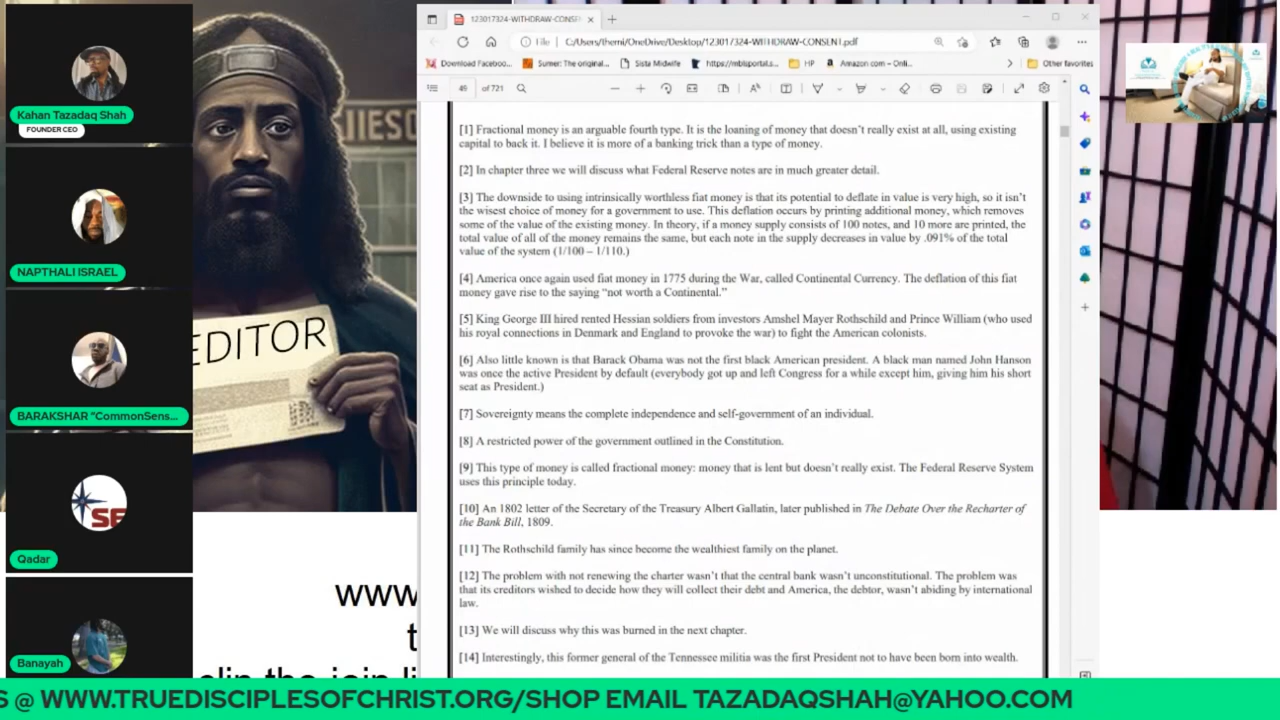 Kahan Tazadaq Shah
FOUNDER CEO
NAPTHALI ISRAEL
BARAKSHAR "CommonSens...
Qadar
Banayah
SE
IIESO
EDITOR
www
123017324-WITHDRAW-CONSE
File
C:/Users/themi/OneDrive/Desktop/123017324-WITHDRAW-CONSENT.pdf
Download Faceboo...
Sumer: The original...
Sista Midwife
https://mblsportal.s...
HP
Amazon.com – Onli...
Other favorites
49 of 721
[1] Fractional money is an arguable fourth type. It is the loaning of money that doesn't really exist at all, using existing
capital to back it. I believe it is more of a banking trick than a type of money.
[2] In chapter three we will discuss what Federal Reserve notes are in much greater detail.
[3] The downside to using intrinsically worthless fiat money is that its potential to deflate in value is very high, so it isn't
the wisest choice of money for a government to use. This deflation occurs by printing additional money, which removes
some of the value of the existing money. In theory, if a money supply consists of 100 notes, and 10 more are printed, the
total value of all of the money remains the same, but each note in the supply decreases in value by .091% of the total
value of the system (1/100 – 1/110.)
[4] America once again used fiat money in 1775 during the War, called Continental Currency. The deflation of this fiat
money gave rise to the saying "not worth a Continental."
[5] King George III hired rented Hessian soldiers from investors Amshel Mayer Rothschild and Prince William (who used
his royal connections in Denmark and England to provoke the war) to fight the American colonists.
[6] Also little known is that Barack Obama was not the first black American president. A black man named John Hanson
was once the active President by default (everybody got up and left Congress for a while except him, giving him his short
seat as President.)
[7] Sovereignty means the complete independence and self-government of an individual.
[8] A restricted power of the government outlined in the Constitution.
[9] This type of money is called fractional money: money that is lent but doesn't really exist. The Federal Reserve System
uses this principle today.
[10] An 1802 letter of the Secretary of the Treasury Albert Gallatin, later published in The Debate Over the Recharter of
the Bank Bill, 1809.
[11] The Rothschild family has since become the wealthiest family on the planet.
[12] The problem with not renewing the charter wasn't that the central bank wasn't unconstitutional. The problem was
that its creditors wished to decide how they will collect their debt and America, the debtor, wasn't abiding by international
law.
[13] We will discuss why this was burned in the next chapter.
[14] Interestingly, this former general of the Tennessee militia was the first President not to have been born into wealth.
S @ WWW.TRUEDISCIPLESOFCHRIST.ORG/SHOP EMAIL TAZADAQSHAH@YAHOO.COM